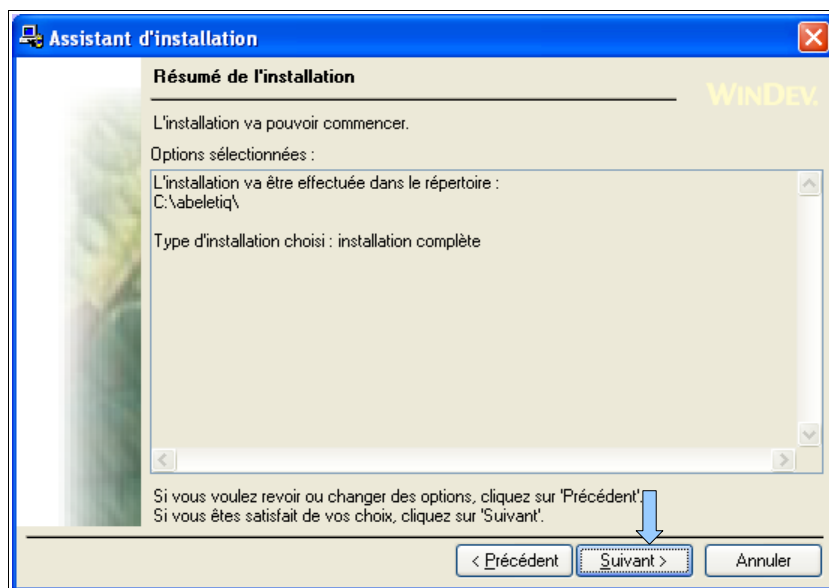 Assistant d'installation
Résumé de l'installation
WINDEV.
L'installation va pouvoir commencer.
Options sélectionnées :
L'installation va être effectuée dans le répertoire :
C:\abeletiq\
Type d'installation choisi : installation complète
Si vous voulez revoir ou changer des options, cliquez sur 'Précédent'.
Si vous êtes satisfait de vos choix, cliquez sur 'Suivant'.
< Précédent
Suivant >
Annuler